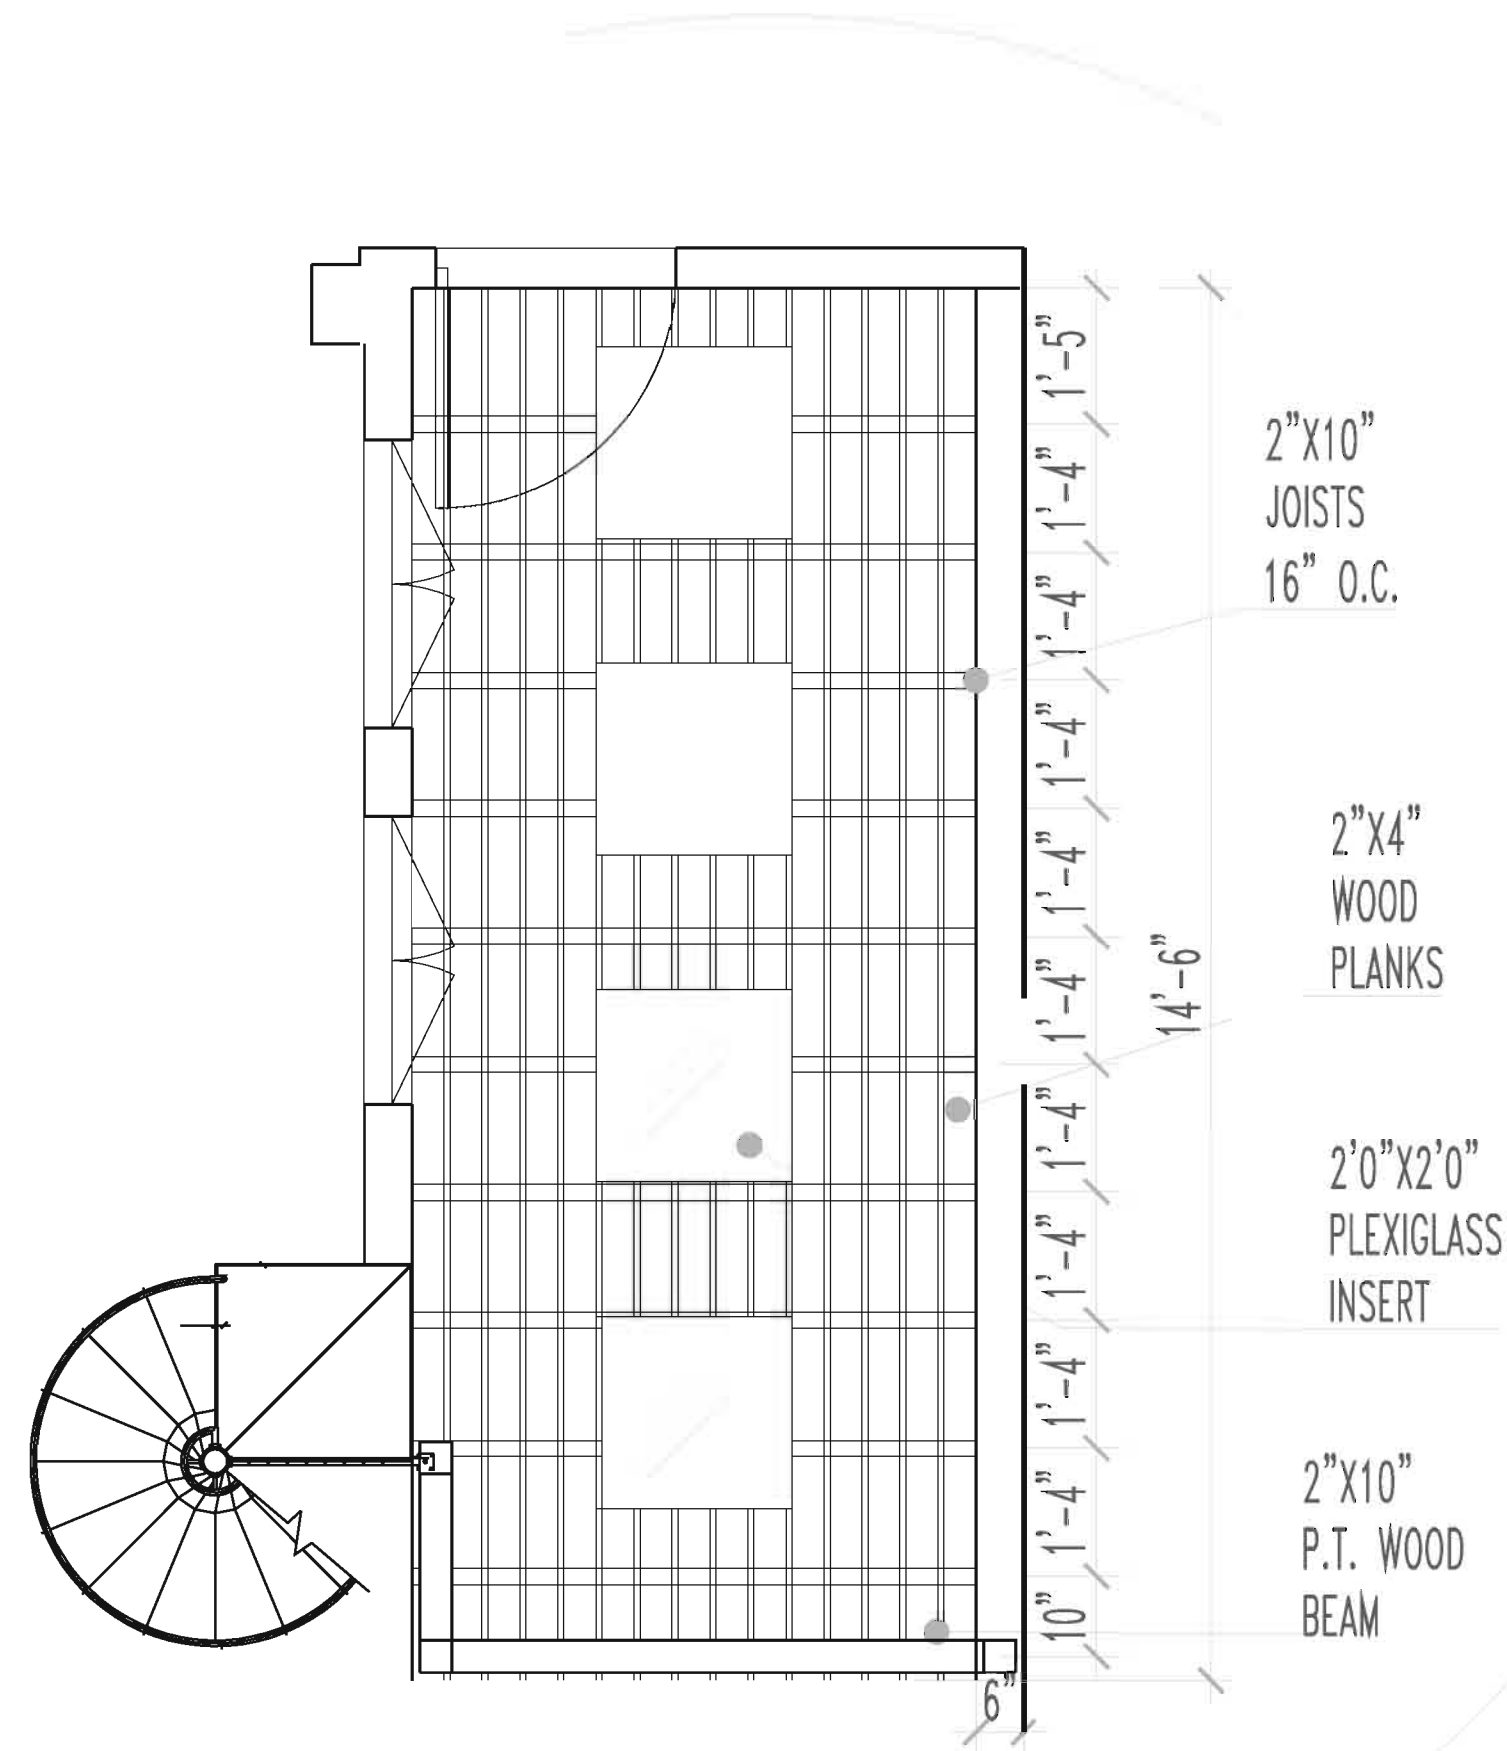 1'-5"
1'-4"
1'-4"
1'-4"
1'-4"
1'-4"
1'-4"
1'-4"
1'-4"
1'-4"
10"
14'-6"
6"
2"X10"
JOISTS
16" O.C.
2"X4"
WOOD
PLANKS
2'0"X2'0"
PLEXIGLASS
INSERT
2"X10"
P.T. WOOD
BEAM